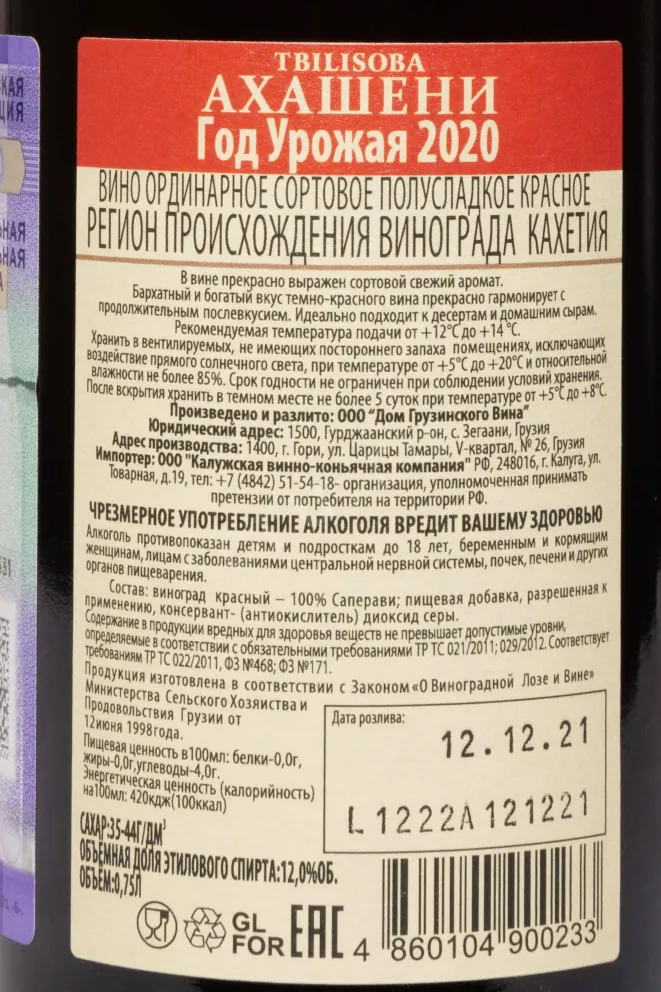 TBILISOBA
АХАШЕНИ
Год Урожая 2020
ВИНО ОРДИНАРНОЕ СОРТОВОЕ ПОЛУСЛАДКОЕ КРАСНОЕ
РЕГИОН ПРОИСХОЖДЕНИЯ ВИНОГРАДА КАХЕТИЯ
В вине прекрасно выражен сортовой свежий аромат.
Бархатный и богатый вкус темно-красного вина прекрасно гармонирует с
продолжительным послевкусием. Идеально подходит к десертам и домашним сырам.
Рекомендуемая температура подачи от +12°С до +14 °С.
Хранить в вентилируемых, не имеющих постороннего запаха помещениях, исключающих
воздействие прямого солнечного света, при температуре от +5°С до +20°С и относительной
влажности не более 85%. Срок годности не ограничен при соблюдении условий хранения.
После вскрытия хранить в темном месте не более 5 суток при температуре от +5°С до +8°С.
Произведено и разлито: ООО "Дом Грузинского Вина"
Юридический адрес: 1500, Гурджаанский р-он, с. Зегаани, Грузия
Адрес производства: 1400, г. Гори, ул. Царицы Тамары, V-квартал, № 26, Грузия
Импортер: ООО "Калужская винно-коньячная компания" РФ, 248016, г. Калуга, ул.
Товарная, д.19, тел: +7 (4842) 51-54-18- организация, уполномоченная принимать
претензии от потребителя на территории РФ.
ЧРЕЗМЕРНОЕ УПОТРЕБЛЕНИЕ АЛКОГОЛЯ ВРЕДИТ ВАШЕМУ ЗДОРОВЬЮ
Алкоголь противопоказан детям и подросткам до 18 лет, беременным и кормящим
женщинам, лицам с заболеваниями центральной нервной системы, почек, печени и других
органов пищеварения.
Состав: виноград красный – 100% Саперави; пищевая добавка, разрешенная к
применению, консервант- (антиокислитель) диоксид серы.
Содержание в продукции вредных для здоровья веществ не превышает допустимые уровни,
определяемые в соответствии с обязательными требованиями ТР ТС 021/2011; 029/2012. Соответствует
требованиям ТР ТС 022/2011, ФЗ №468; ФЗ №171.
Продукция изготовлена в соответствии с Законом «О Виноградной Лозе и Вине»
Министерства Сельского Хозяиства и
Продовольствия Грузии от
12июня 1998года.
Пищевая ценность в100мл: белки-0,0г,
жиры-0,0г,углеводы-4,0г.
Энергетическая ценность (калорийность)
на100мл: 420кдж(100ккал)
САХАР:35-44Г/ДМ³
ОБЪЕМНАЯ ДОЛЯ ЭТИЛОВОГО СПИРТА:12,0%ОБ.
ОБЪЕМ:0,75Л
Дата розлива:
12.12.21
L1222A 121221
GL
FOR
EAC
4 860104 900233